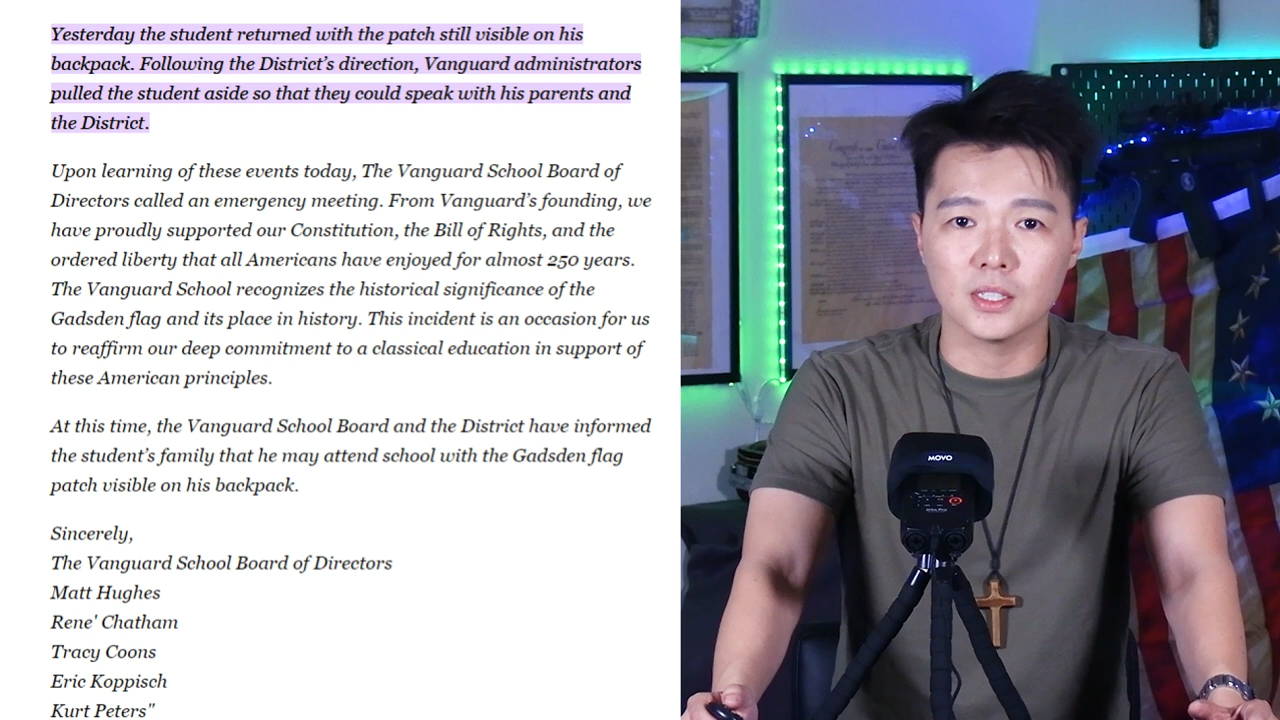 Yesterday the student returned with the patch still visible on his
backpack. Following the District’s direction, Vanguard administrators
pulled the student aside so that they could speak with his parents and
the District.
Upon learning of these events today, The Vanguard School Board of
Directors called an emergency meeting. From Vanguard’s founding, we
have proudly supported our Constitution, the Bill of Rights, and the
ordered liberty that all Americans have enjoyed for almost 250 years.
The Vanguard School recognizes the historical significance of the
Gadsden flag and its place in history. This incident is an occasion for us
to reaffirm our deep commitment to a classical education in support of
these American principles.
At this time, the Vanguard School Board and the District have informed
the student’s family that he may attend school with the Gadsden flag
patch visible on his backpack.
Sincerely,
The Vanguard School Board of Directors
Matt Hughes
Rene' Chatham
Tracy Coons
Eric Koppisch
Kurt Peters"
MOVO